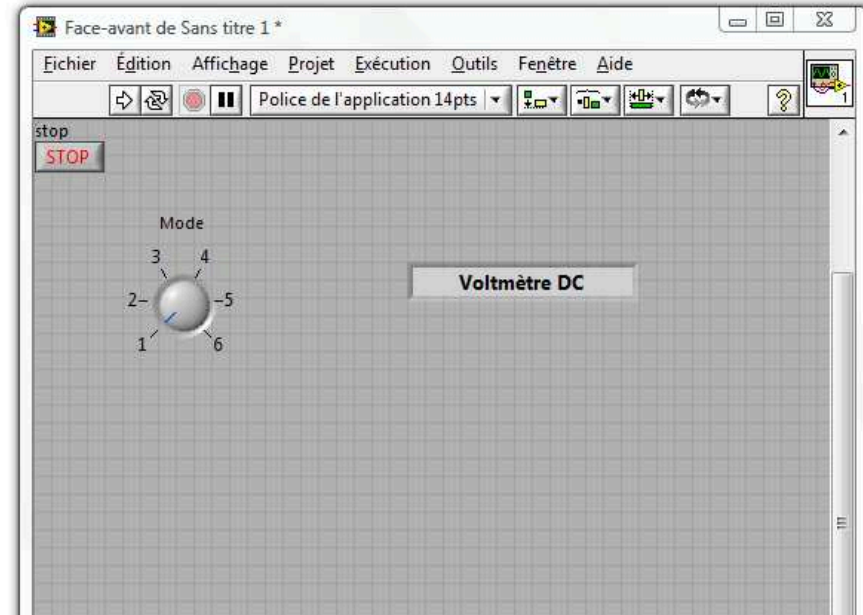 Face-avant de Sans titre 1 *
Fichier Édition Affichage Projet Exécution Outils Fenêtre Aide
Police de l'application 14pts
1
stop
STOP
Mode
3 4
2 5
1 6
Voltmètre DC